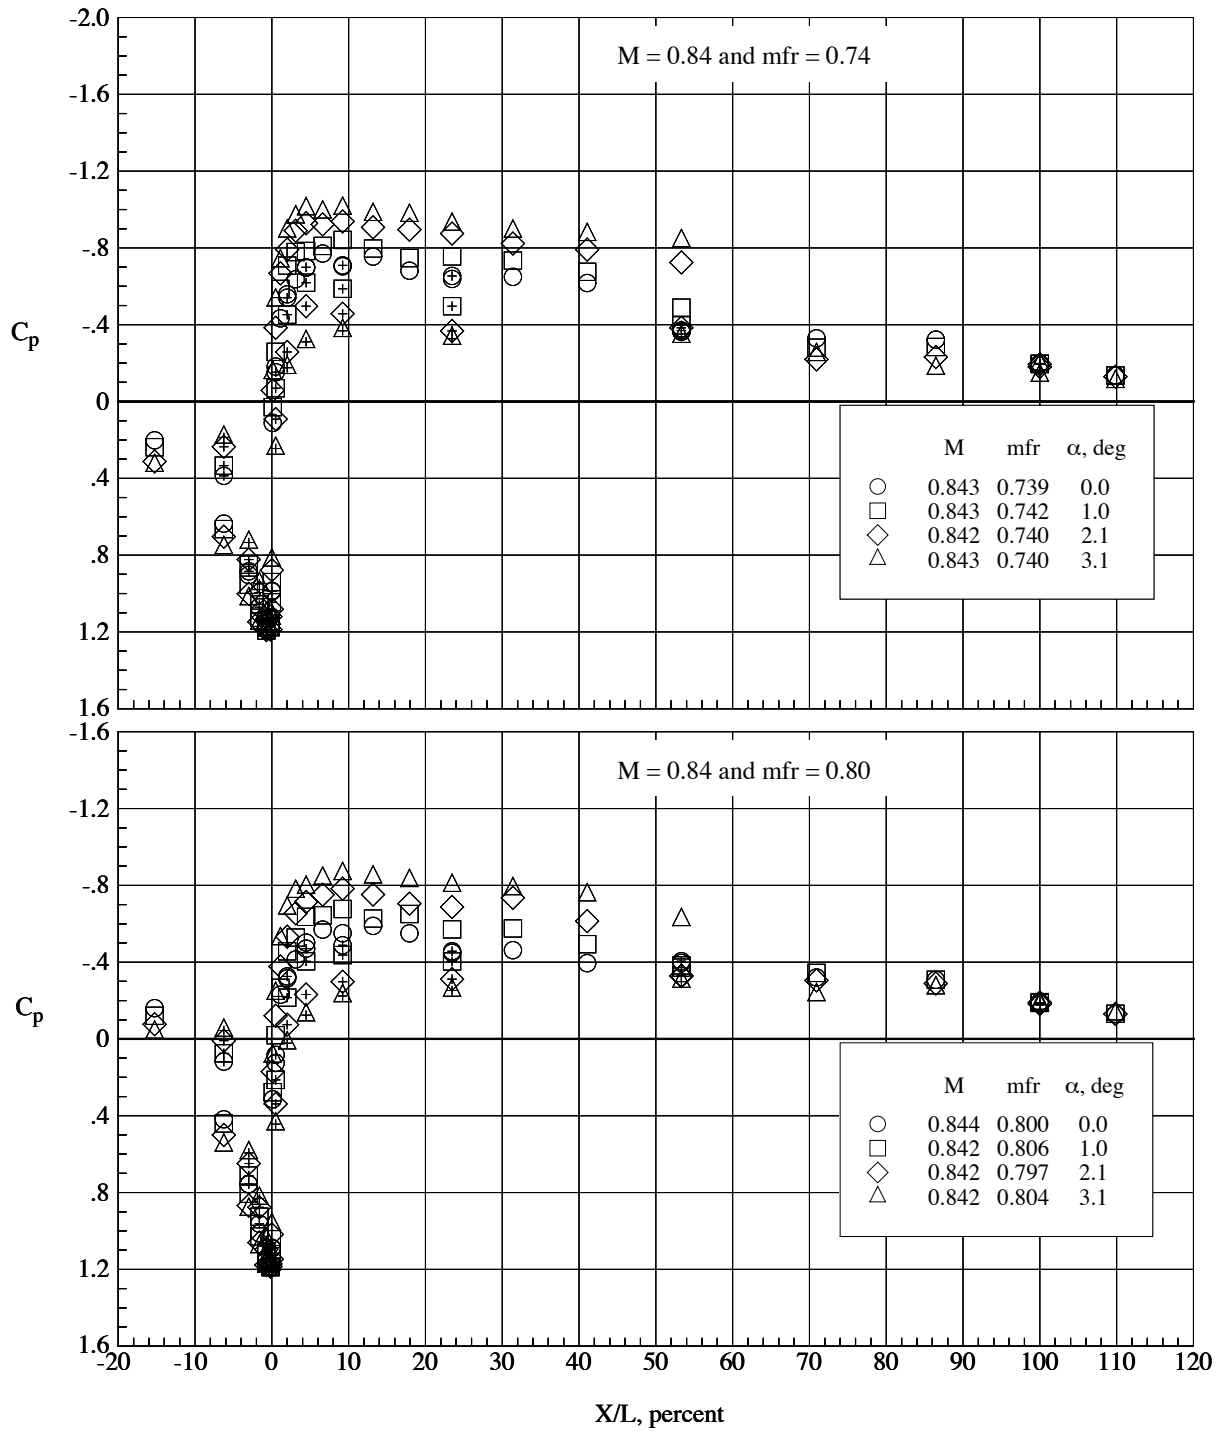 -2.0
M = 0.84 and mfr = 0.74
-1.6
-1.2
-.8
-.4
Cp
0
.4
.8
1.2
1.6
M mfr α, deg
0.843 0.739 0.0
0.843 0.742 1.0
0.842 0.740 2.1
0.843 0.740 3.1
-1.6
M = 0.84 and mfr = 0.80
-1.2
-.8
-.4
Cp
0
.4
.8
1.2
1.6
M mfr α, deg
0.844 0.800 0.0
0.842 0.806 1.0
0.842 0.797 2.1
0.842 0.804 3.1
-20 -10 0 10 20 30 40 50 60 70 80 90 100 110 120
X/L, percent